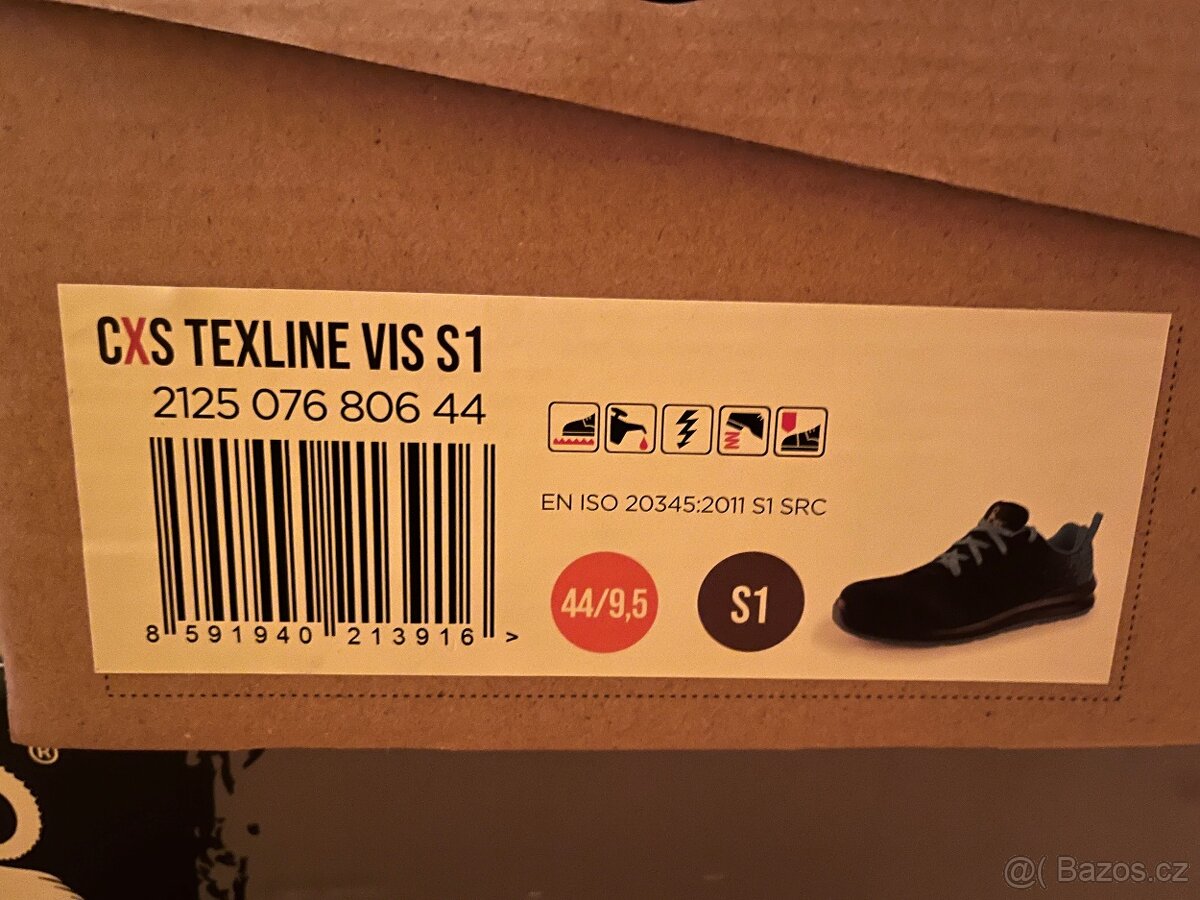 CXS TEXLINE VIS S1
2125 076 806 44
8 591940 213916 >
EN ISO 20345:2011 S1 SRC
44/9,5
S1
®
@( Bazos.cz